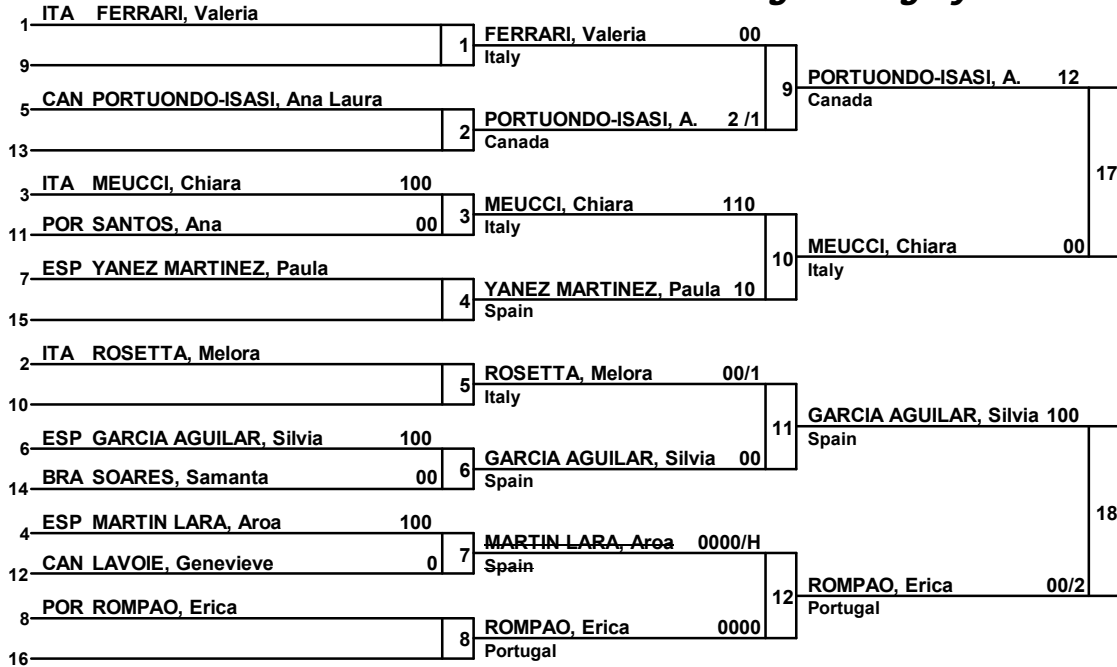 1 ITA FERRARI, Valeria
9
1
5 CAN PORTUONDO-ISASI, Ana Laura
13
2
3 ITA MEUCCI, Chiara 100
11 POR SANTOS, Ana 00
3
7 ESP YANEZ MARTINEZ, Paula
15
4
2 ITA ROSETTA, Melora
10
5
6 ESP GARCIA AGUILAR, Silvia 100
14 BRA SOARES, Samanta 00
6
4 ESP MARTIN LARA, Aroa 100
12 CAN LAVOIE, Genevieve 0
7
8 POR ROMPAO, Erica
16
8
FERRARI, Valeria 00
Italy
PORTUONDO-ISASI, A. 2 /1
Canada
9
MEUCCI, Chiara 110
Italy
YANEZ MARTINEZ, Paula 10
Spain
10
ROSETTA, Melora 00/1
Italy
GARCIA AGUILAR, Silvia 00
Spain
11
MARTIN LARA, Aroa 0000/H
Spain
ROMPAO, Erica 0000
Portugal
12
PORTUONDO-ISASI, A. 12
Canada
MEUCCI, Chiara 00
Italy
17
GARCIA AGUILAR, Silvia 100
Spain
ROMPAO, Erica 00/2
Portugal
18